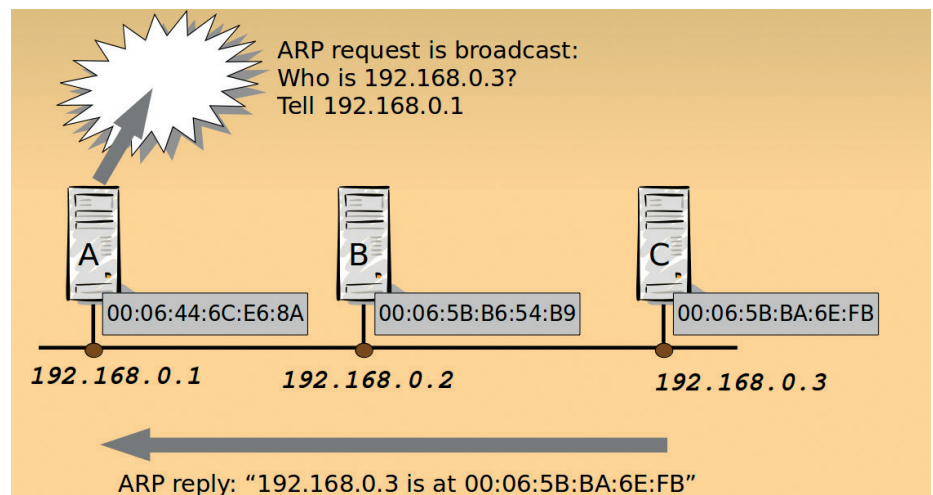 ARP request is broadcast:
Who is 192.168.0.3?
Tell 192.168.0.1
A
B
C
00:06:44:6C:E6:8A
00:06:5B:B6:54:B9
00:06:5B:BA:6E:FB
192.168.0.1
192.168.0.2
192.168.0.3
ARP reply: “192.168.0.3 is at 00:06:5B:BA:6E:FB”